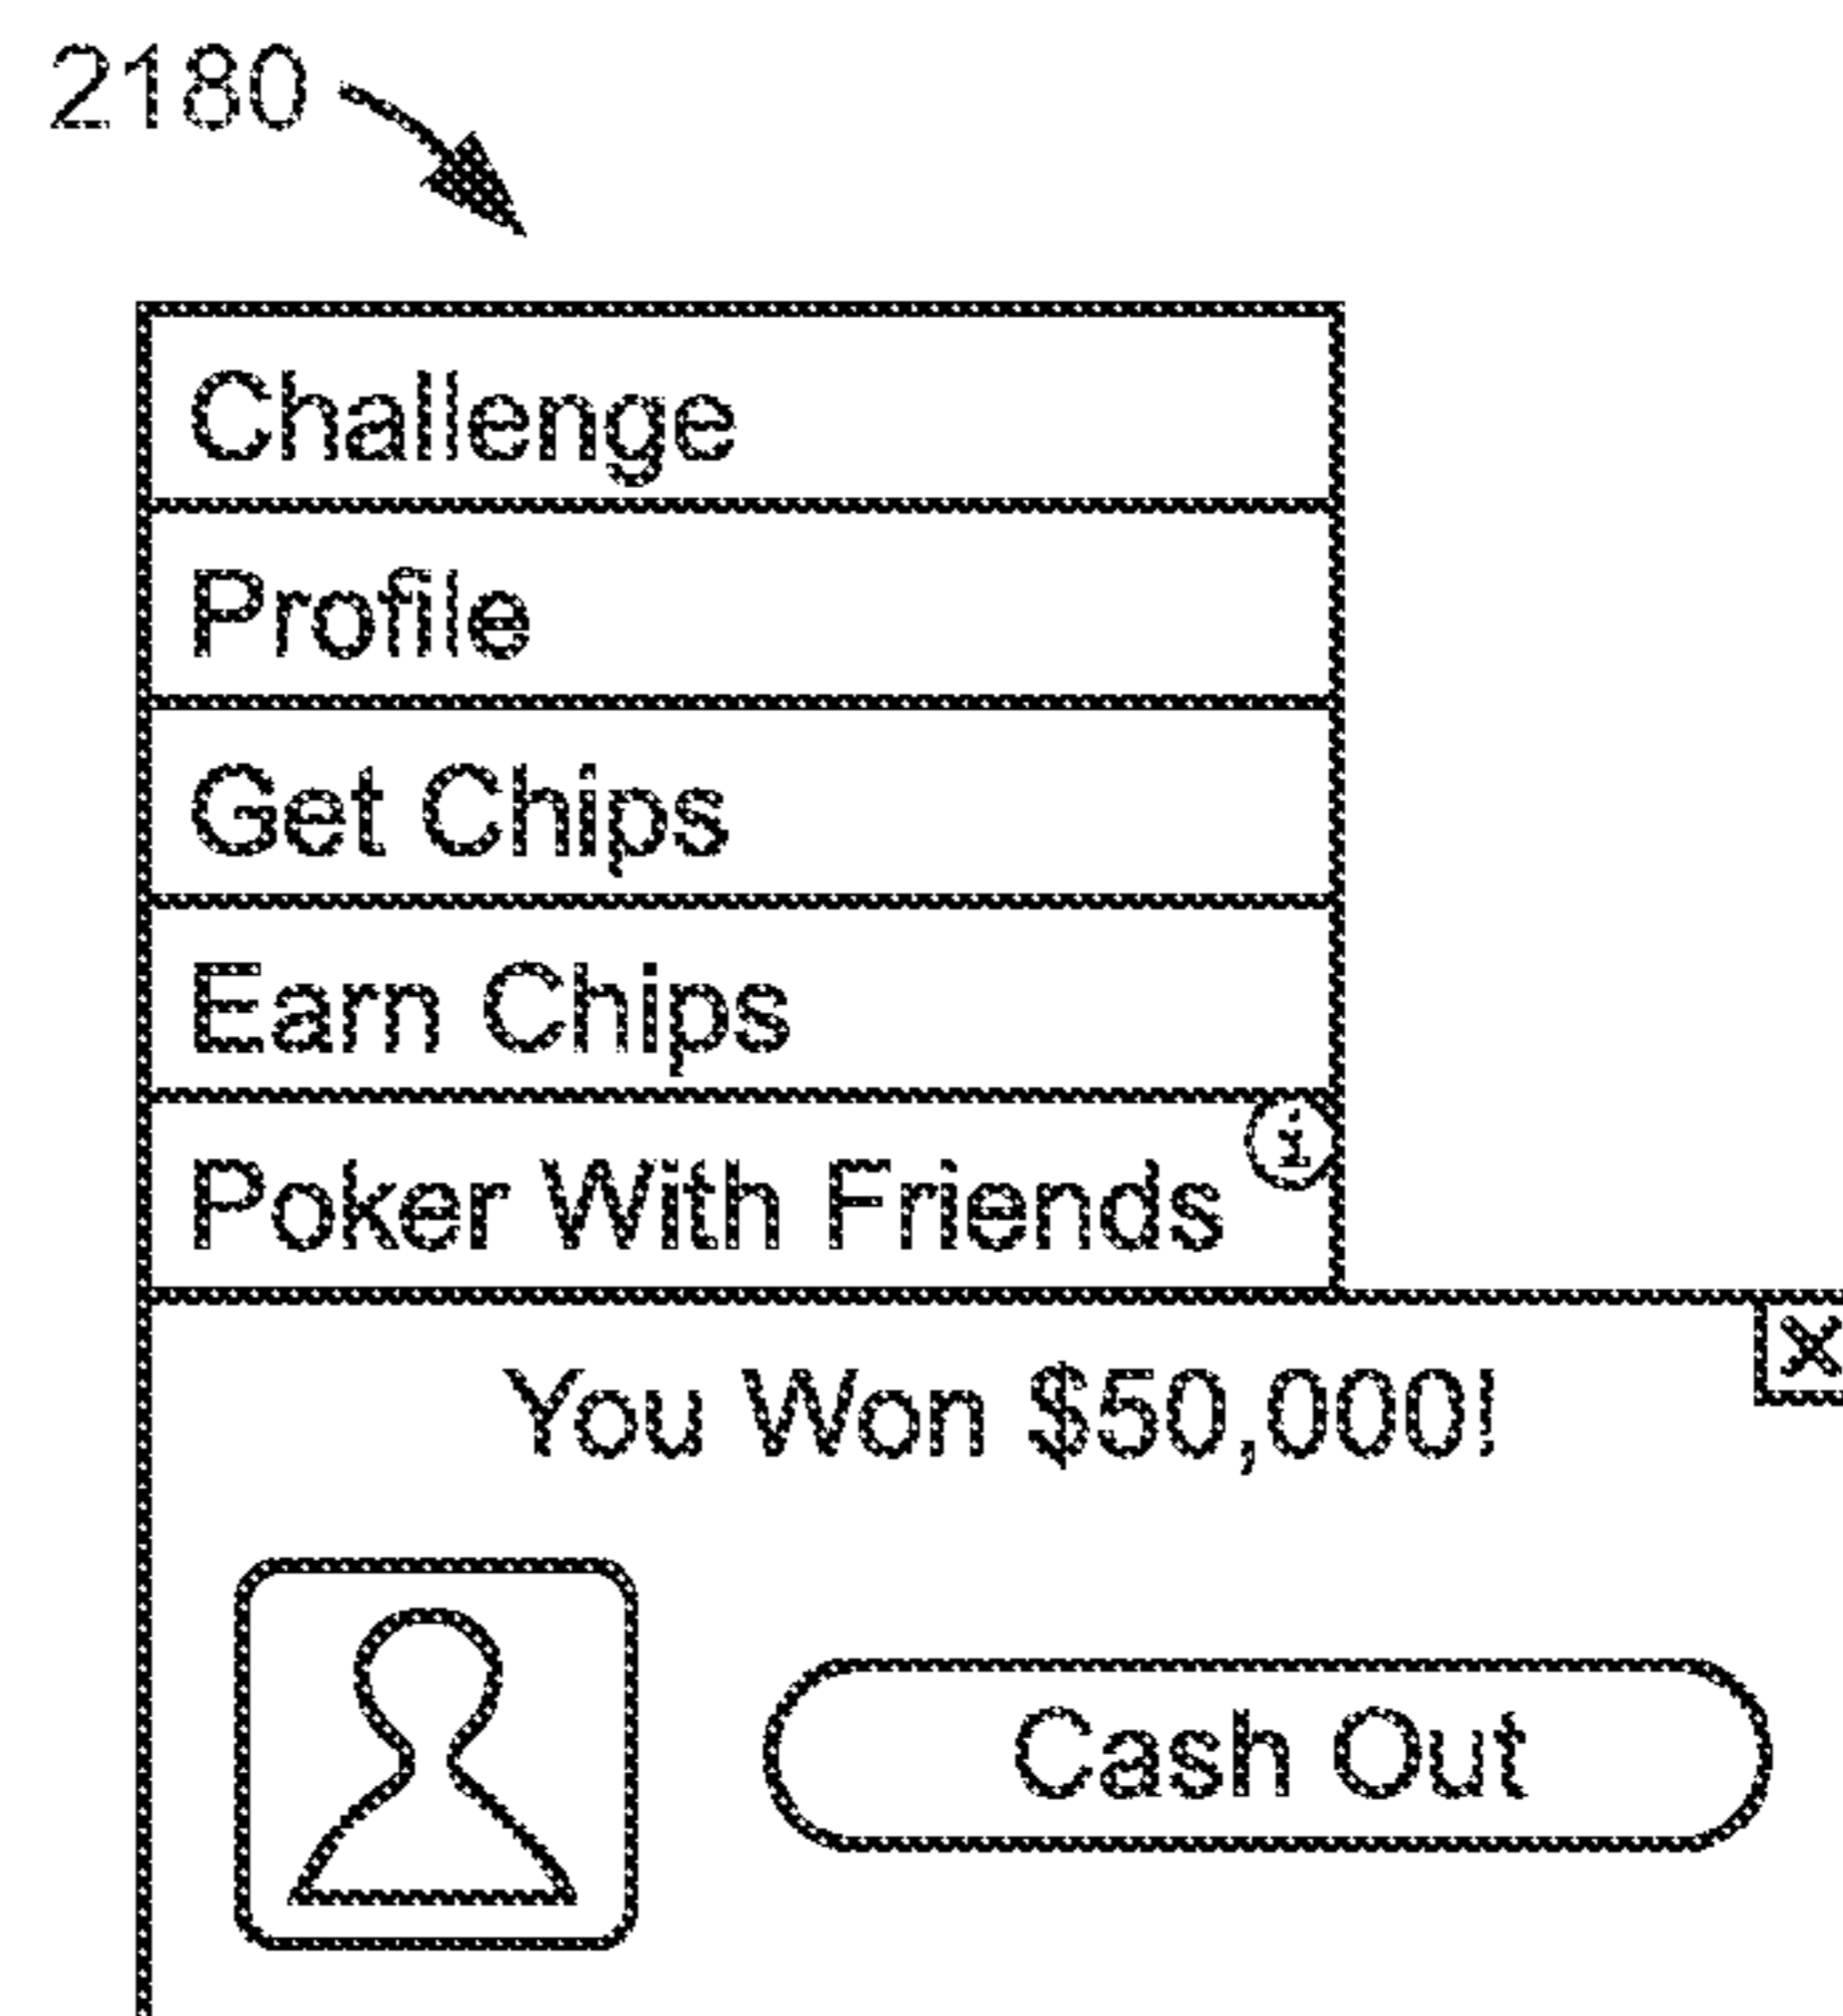 2180
Challenge
Profile
Get Chips
Earn Chips
i
Poker With Friends
X
You Won $50,000!
Cash Out